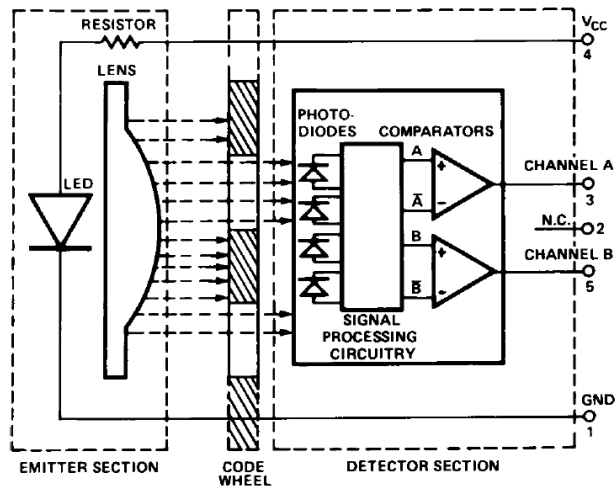 RESISTOR
V_CC
4
LENS
PHOTO-
DIODES
COMPARATORS
A
+
CHANNEL A
3
LED
Ā
–
N.C.
2
B
+
CHANNEL B
5
B̄
–
SIGNAL
PROCESSING
CIRCUITRY
GND
1
EMITTER SECTION
CODE
WHEEL
DETECTOR SECTION